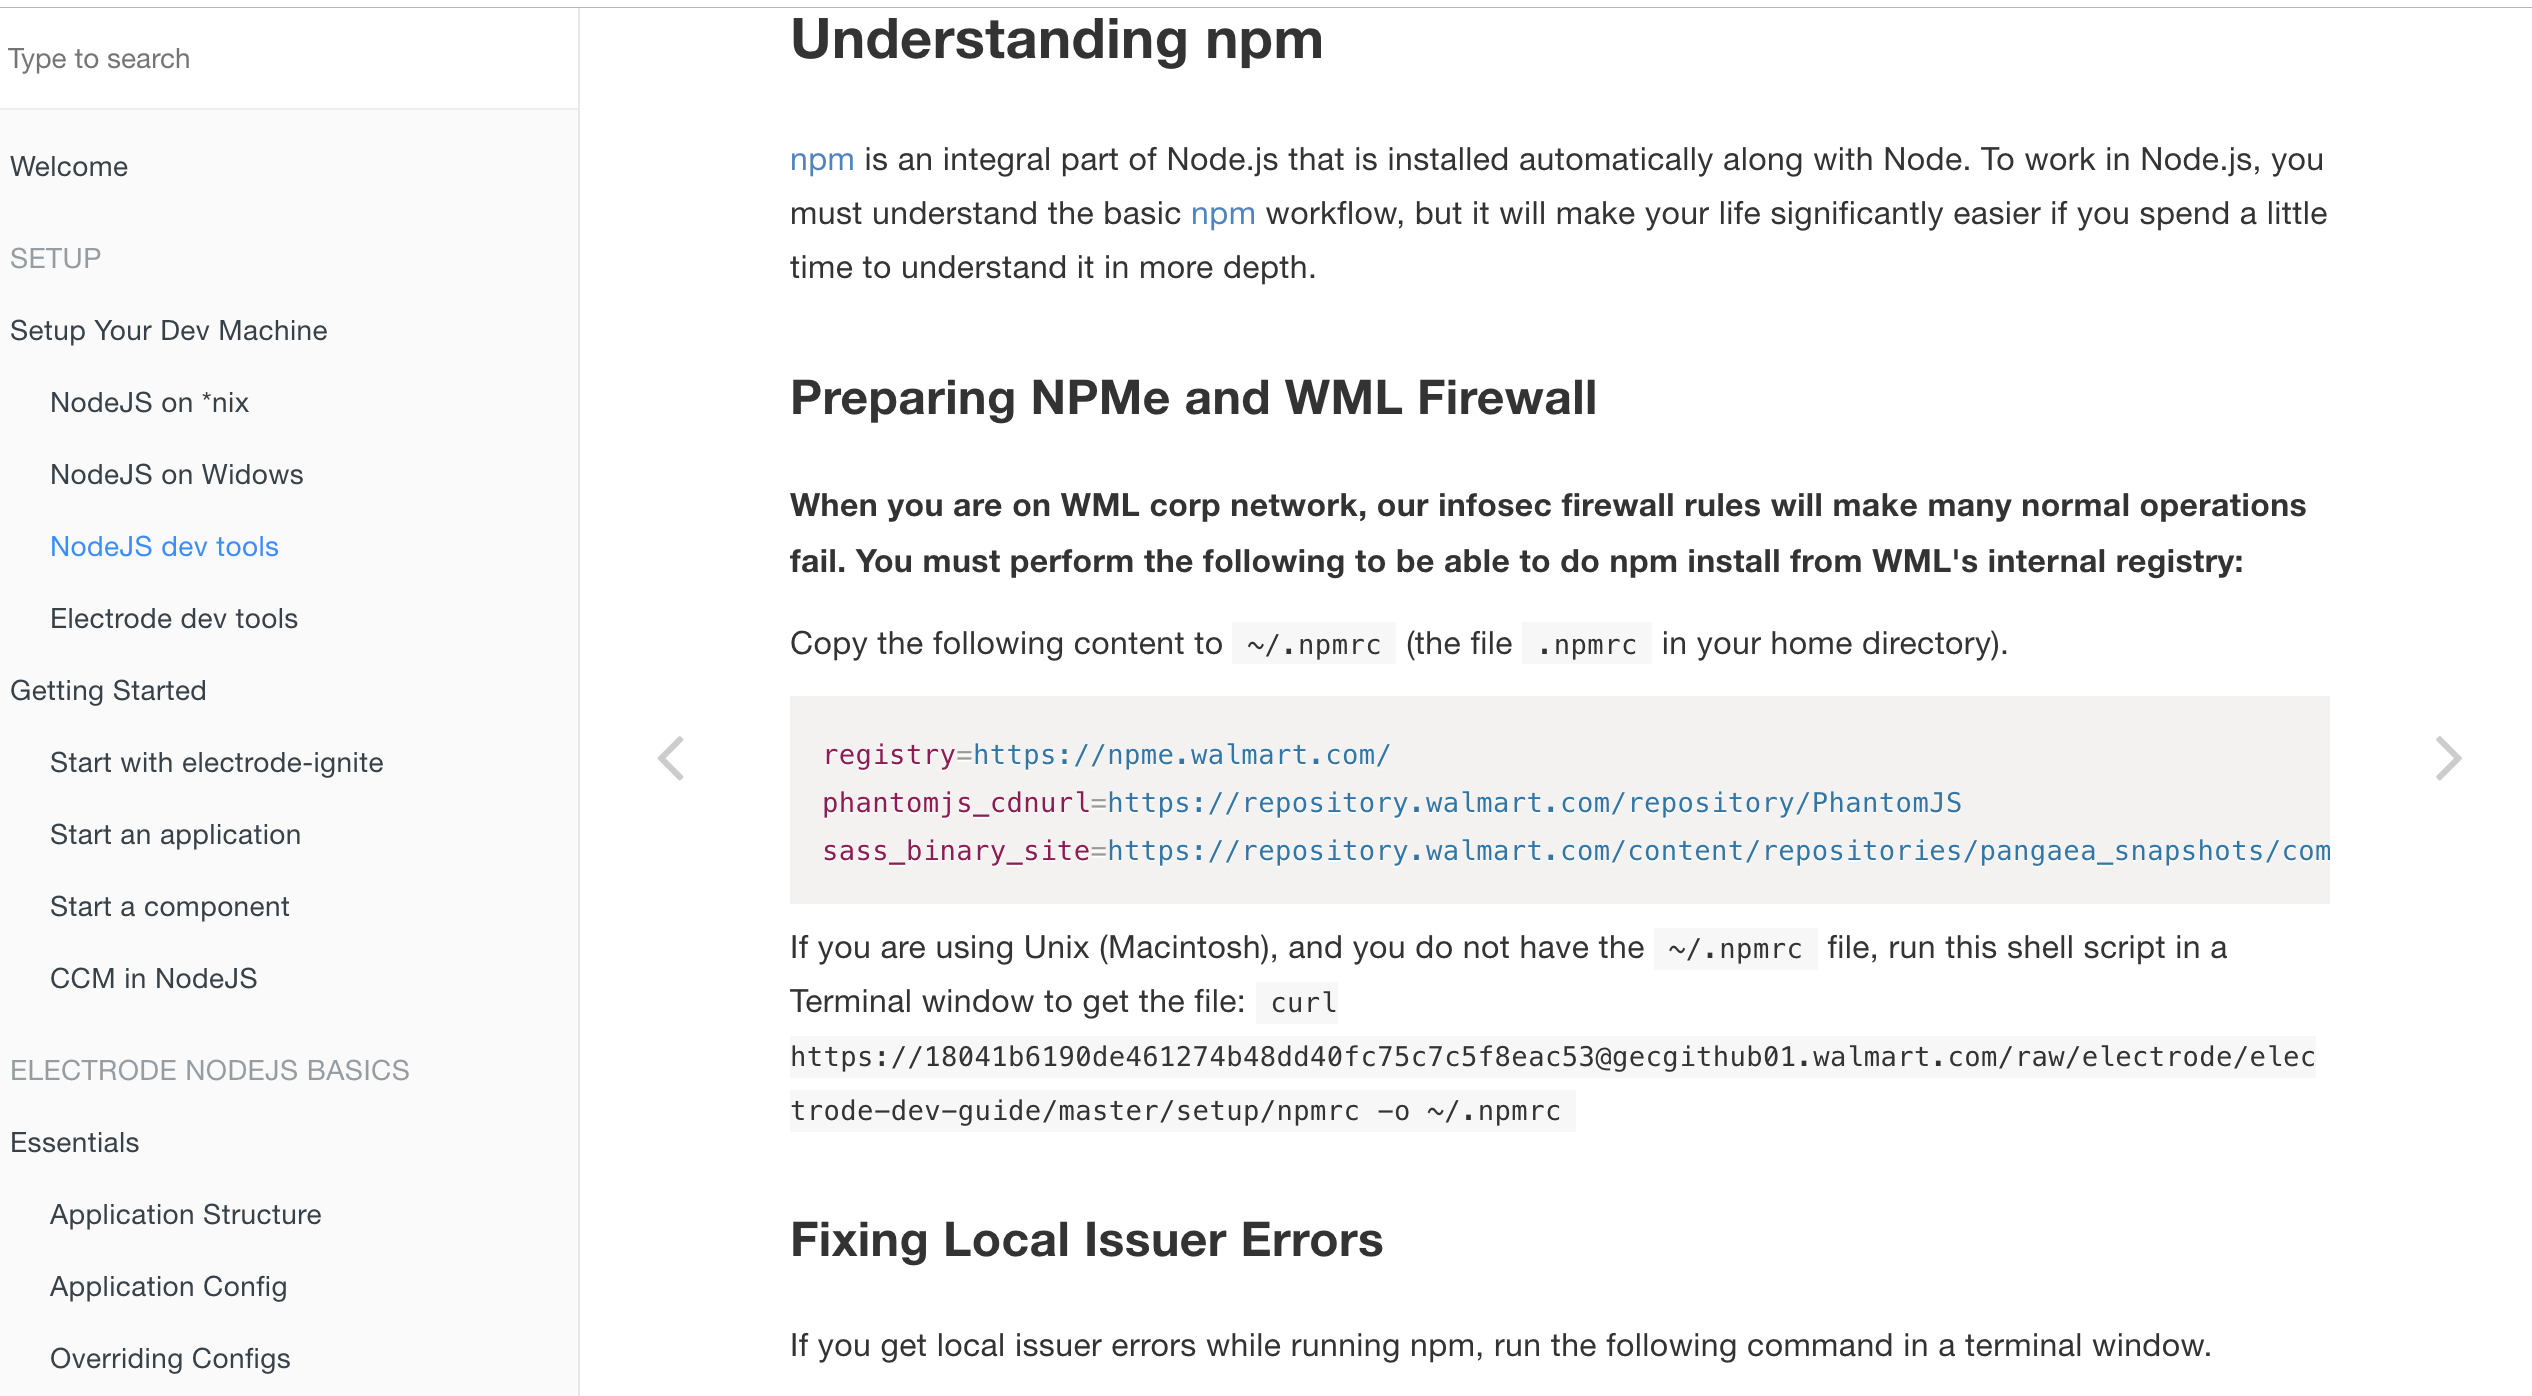 Type to search
Welcome
SETUP
Setup Your Dev Machine
NodeJS on *nix
NodeJS on Widows
NodeJS dev tools
Electrode dev tools
Getting Started
Start with electrode-ignite
Start an application
Start a component
CCM in NodeJS
ELECTRODE NODEJS BASICS
Essentials
Application Structure
Application Config
Overriding Configs
Understanding npm
npm is an integral part of Node.js that is installed automatically along with Node. To work in Node.js, you
must understand the basic npm workflow, but it will make your life significantly easier if you spend a little
time to understand it in more depth.
Preparing NPMe and WML Firewall
When you are on WML corp network, our infosec firewall rules will make many normal operations
fail. You must perform the following to be able to do npm install from WML's internal registry:
Copy the following content to ~/.npmrc (the file .npmrc in your home directory).
registry=https://npme.walmart.com/
phantomjs_cdnurl=https://repository.walmart.com/repository/PhantomJS
sass_binary_site=https://repository.walmart.com/content/repositories/pangaea_snapshots/com
If you are using Unix (Macintosh), and you do not have the ~/.npmrc file, run this shell script in a
Terminal window to get the file: curl
https://18041b6190de461274b48dd40fc75c7c5f8eac53@gecgithub01.walmart.com/raw/electrode/elec
trode-dev-guide/master/setup/npmrc -o ~/.npmrc
Fixing Local Issuer Errors
If you get local issuer errors while running npm, run the following command in a terminal window.